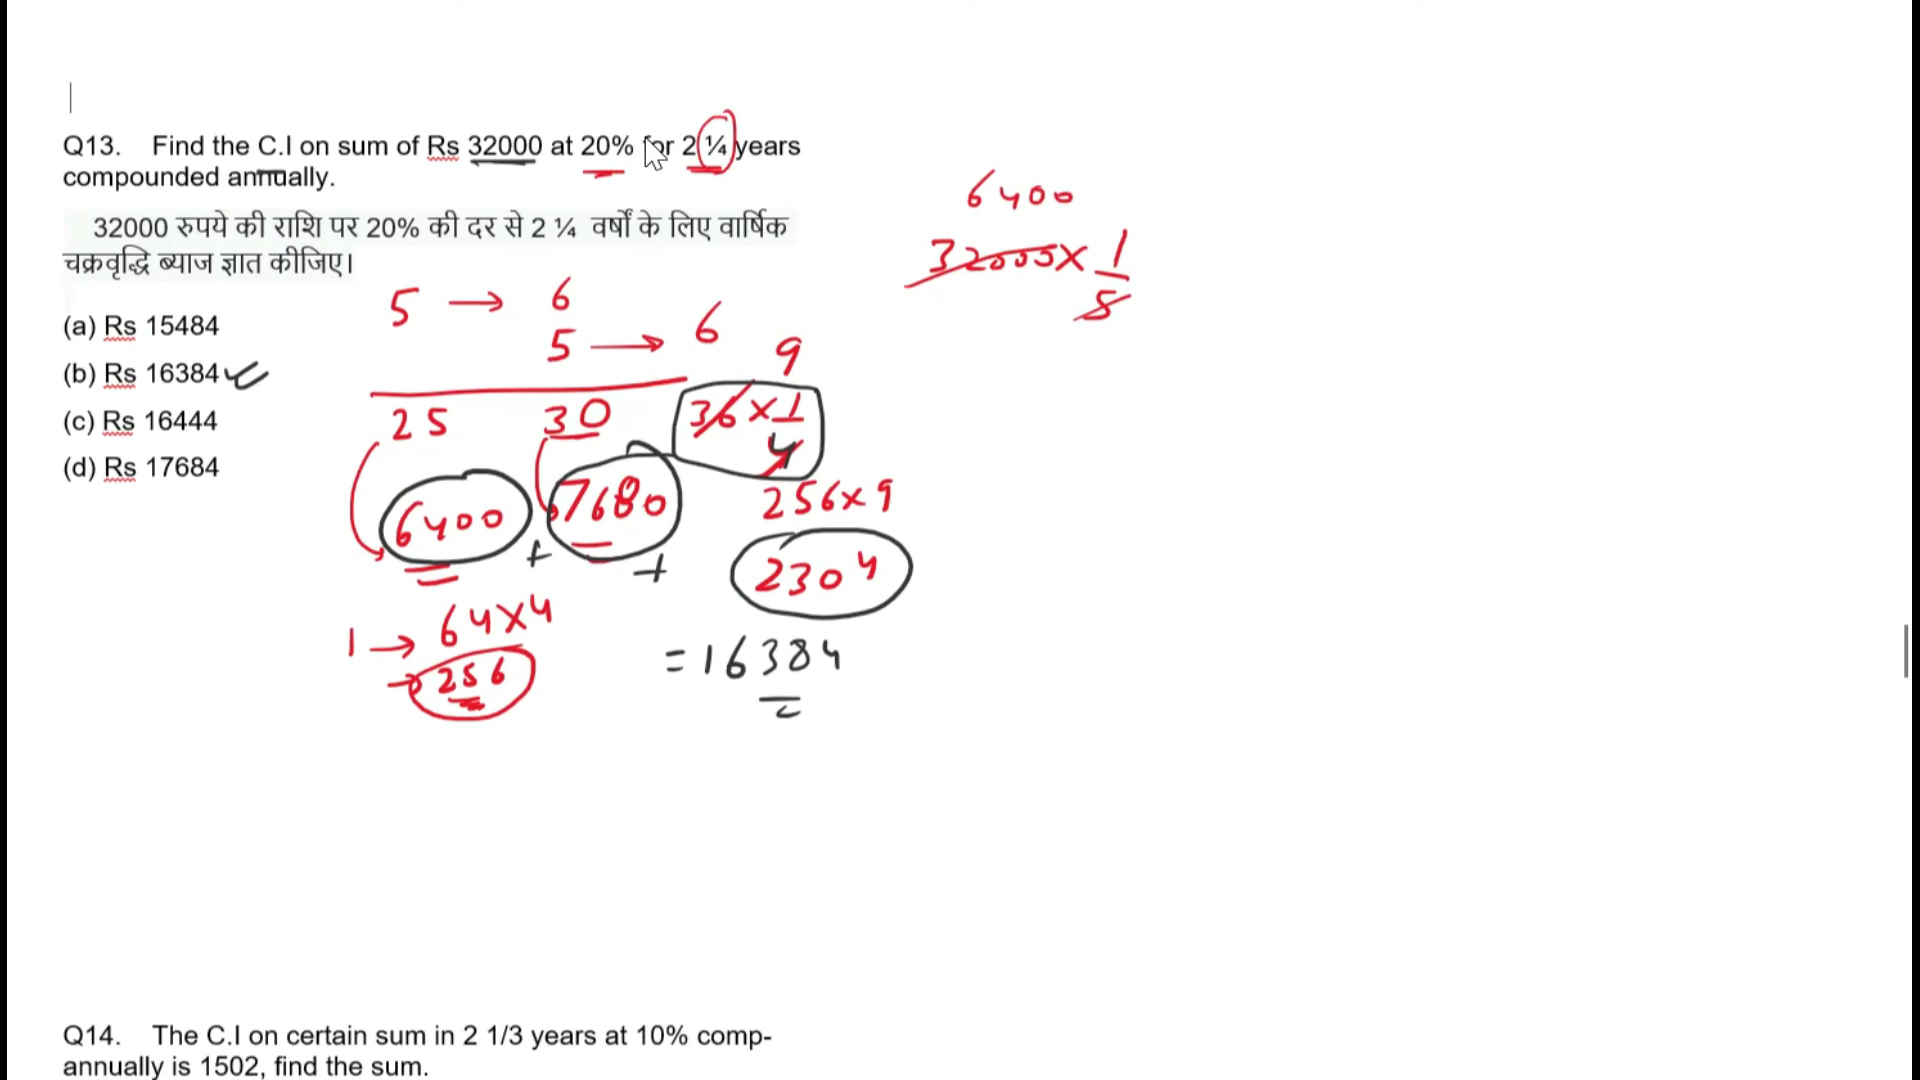 Q13. Find the C.I on sum of Rs 32000 at 20% for 2 ¼ years
compounded annually.
32000 रुपये की राशि पर 20% की दर से 2 ¼ वर्षों के लिए वार्षिक
चक्रवृद्धि ब्याज ज्ञात कीजिए।
(a) Rs 15484
(b) Rs 16384
(c) Rs 16444
(d) Rs 17684
6400
32000 × 1/5
5 → 6
5 → 6
9
25 30 36 × 1/4
6400 + 7680 +
256 × 9
2304
1 → 64 × 4
→ 256
= 16384
Q14. The C.I on certain sum in 2 1/3 years at 10% comp-
annually is 1502, find the sum.